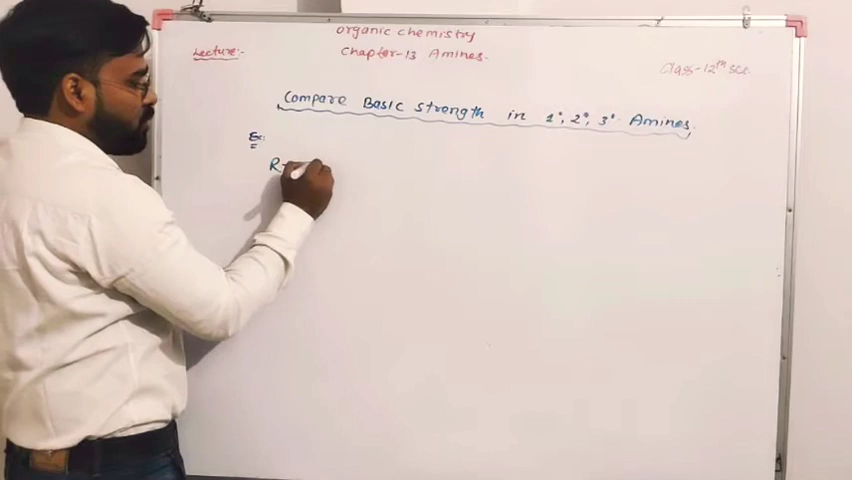 Organic chemistry
Lecture:-
Chapter-13 Amines.
Class-12th sci.
Compare Basic strength in 1°, 2°, 3° Amines.
Ex:
R-